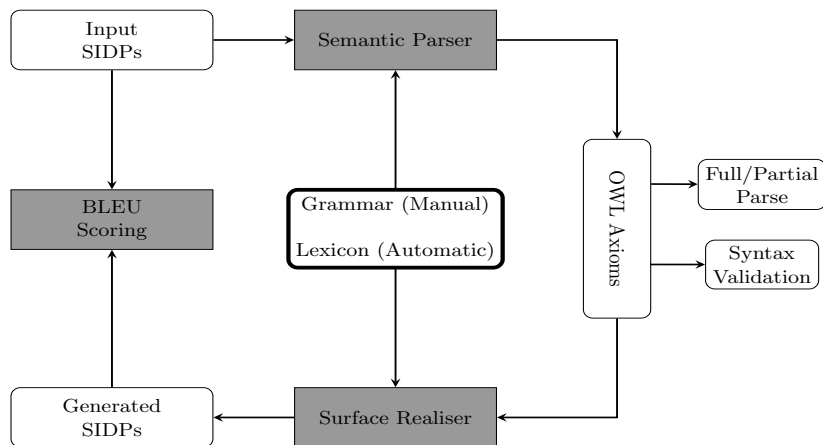 Input
SIDPs
Semantic Parser
BLEU
Scoring
Grammar (Manual)
Lexicon (Automatic)
OWL Axioms
Full/Partial
Parse
Syntax
Validation
Generated
SIDPs
Surface Realiser